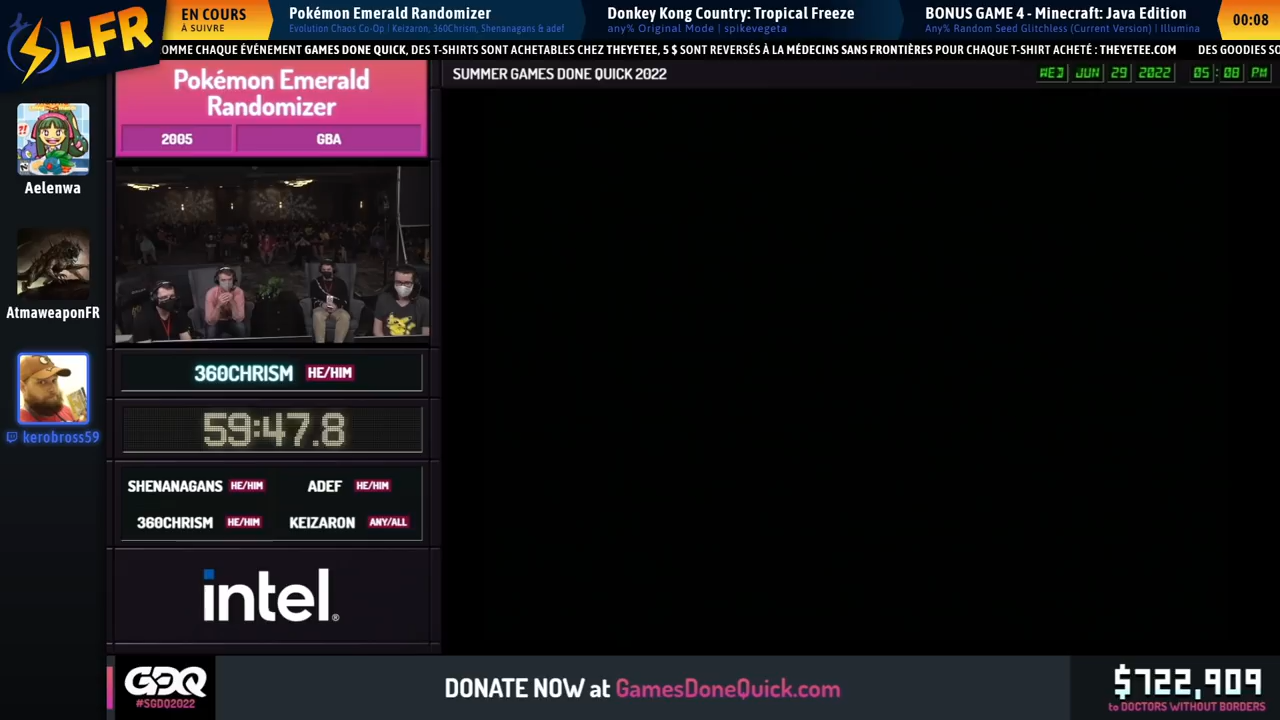 LFR
EN COURS
À SUIVRE
Pokémon Emerald Randomizer
Evolution Chaos Co-Op | Keizaron, 360Chrism, Shenanagans & adef
Donkey Kong Country: Tropical Freeze
any% Original Mode | spikevegeta
BONUS GAME 4 - Minecraft: Java Edition
Any% Random Seed Glitchless (Current Version) | Illumina
00:08
OMME CHAQUE ÉVÉNEMENT GAMES DONE QUICK, DES T-SHIRTS SONT ACHETABLES CHEZ THEYETEE, 5 $ SONT REVERSÉS À LA MÉDECINS SANS FRONTIÈRES POUR CHAQUE T-SHIRT ACHETÉ : THEYETEE.COM DES GOODIES SO
Pokémon Emerald
Randomizer
2005 GBA
SUMMER GAMES DONE QUICK 2022
WED JUN 29 2022 05:08 PM
Aelenwa
AtmaweaponFR
kerobross59
360CHRISM HE/HIM
59:47.8
SHENANAGANS HE/HIM ADEF HE/HIM
360CHRISM HE/HIM KEIZARON ANY/ALL
intel®
GDQ
#SGDQ2022
DONATE NOW at GamesDoneQuick.com
$722,909
to DOCTORS WITHOUT BORDERS